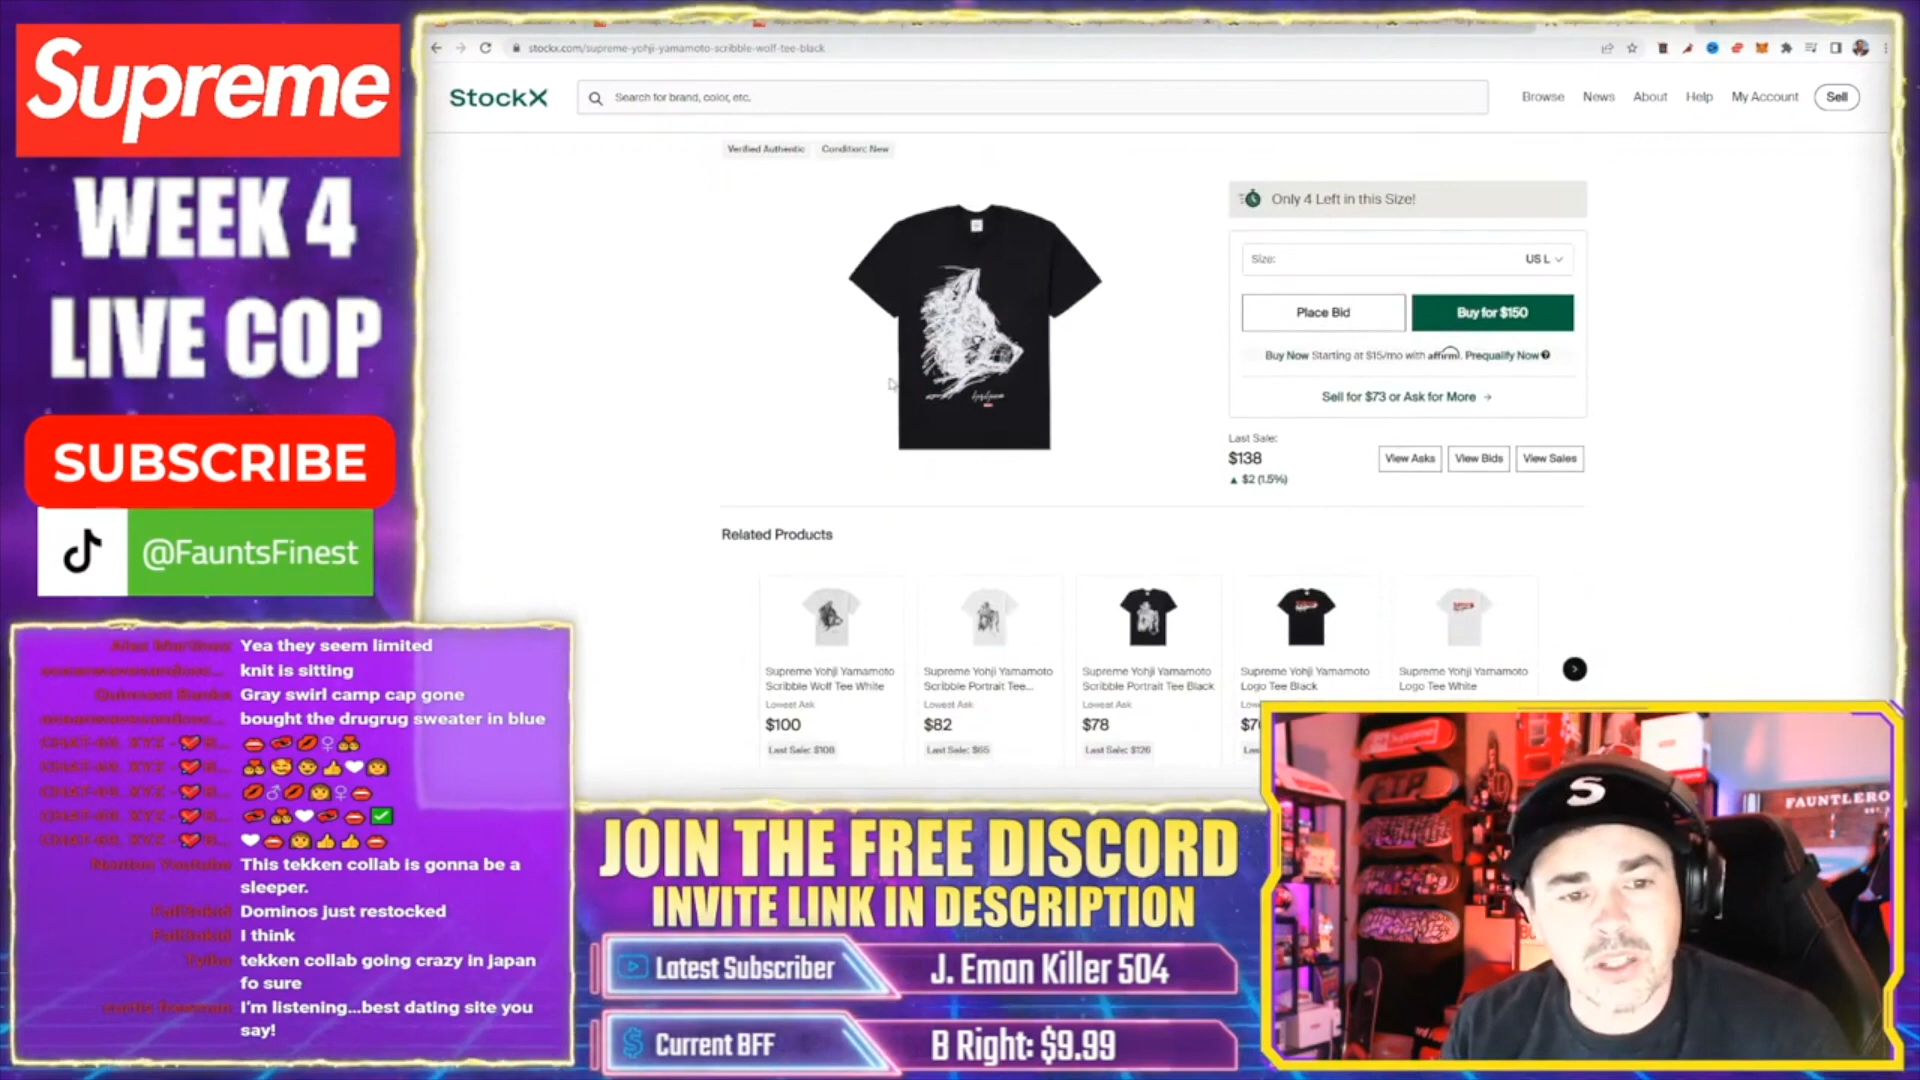 Supreme
WEEK 4
LIVE COP
SUBSCRIBE
@FauntsFinest
Yea they seem limited
knit is sitting
Gray swirl camp cap gone
bought the drugrug sweater in blue
This tekken collab is gonna be a
sleeper.
Dominos just restocked
I think
tekken collab going crazy in japan
fo sure
I'm listening...best dating site you
say!
stockx.com/supreme-yohji-yamamoto-scribble-wolf-tee-black
StockX
Search for brand, color, etc.
Browse News About Help My Account Sell
Verified Authentic Condition: New
Only 4 Left in this Size!
Size: US L
Place Bid Buy for $150
Buy Now Starting at $15/mo with affirm. Prequalify Now
Sell for $73 or Ask for More →
Last Sale:
$138
▲ $2 (1.5%)
View Asks View Bids View Sales
Related Products
Supreme Yohji Yamamoto
Scribble Wolf Tee White
Lowest Ask
$100
Last Sale: $108
Supreme Yohji Yamamoto
Scribble Portrait Tee...
Lowest Ask
$82
Last Sale: $65
Supreme Yohji Yamamoto
Scribble Portrait Tee Black
Lowest Ask
$78
Last Sale: $126
Supreme Yohji Yamamoto
Logo Tee Black
Lowest Ask
Supreme Yohji Yamamoto
Logo Tee White
JOIN THE FREE DISCORD
INVITE LINK IN DESCRIPTION
Latest Subscriber J. Eman Killer 504
Current BFF B Right: $9.99
S
FAUNTLERO